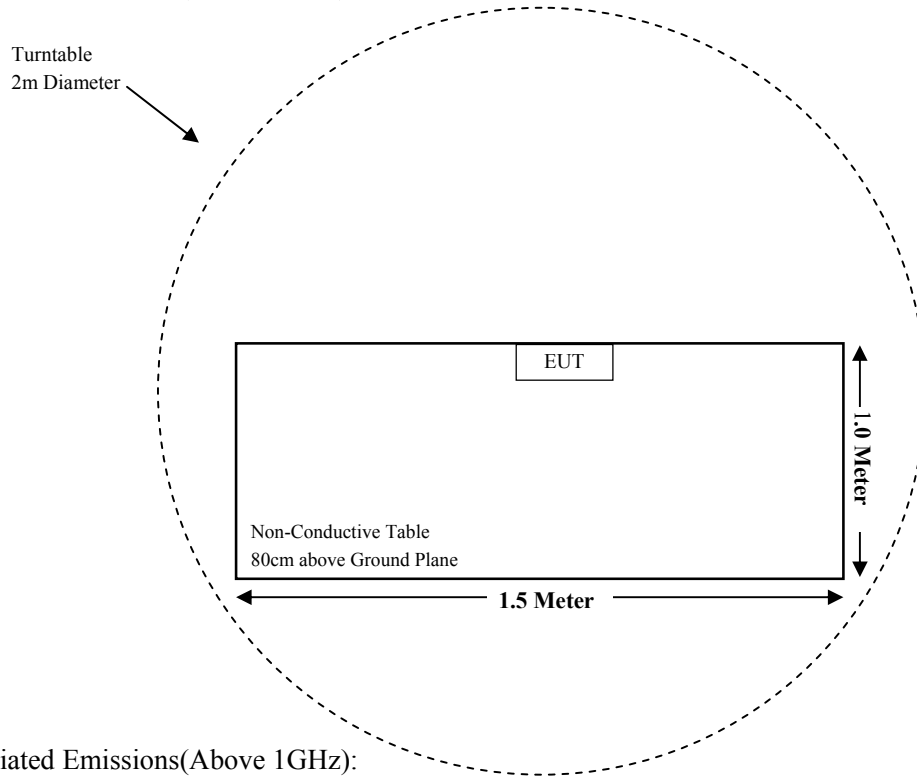 Turntable
2m Diameter
EUT
1.0 Meter
Non-Conductive Table
80cm above Ground Plane
1.5 Meter
iated Emissions(Above 1GHz):